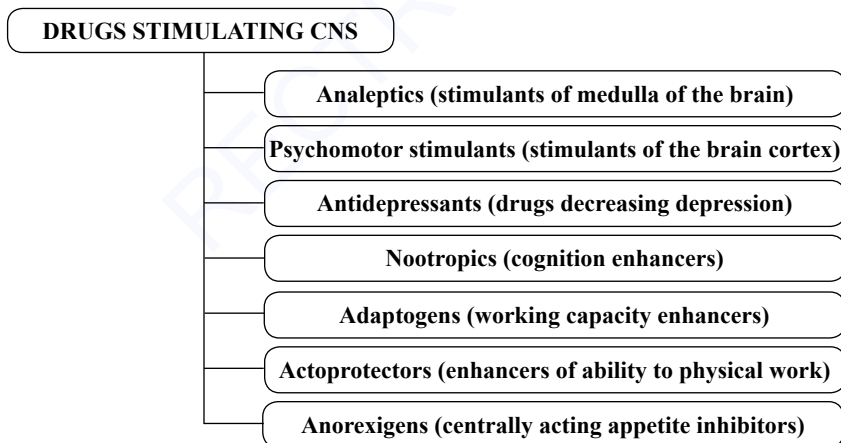 DRUGS STIMULATING CNS
Analeptics (stimulants of medulla of the brain)
Psychomotor stimulants (stimulants of the brain cortex)
Antidepressants (drugs decreasing depression)
Nootropics (cognition enhancers)
Adaptogens (working capacity enhancers)
Actoprotectors (enhancers of ability to physical work)
Anorexigens (centrally acting appetite inhibitors)